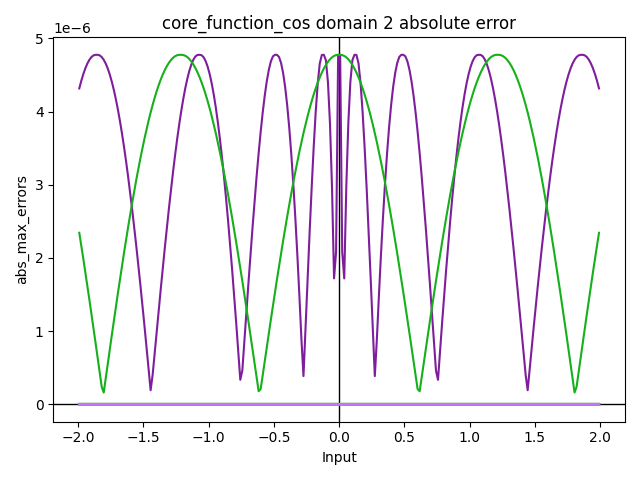 core_function_cos domain 2 absolute error
1e−6
5
4
3
2
1
0
abs_max_errors
−2.0 −1.5 −1.0 −0.5 0.0 0.5 1.0 1.5 2.0
Input